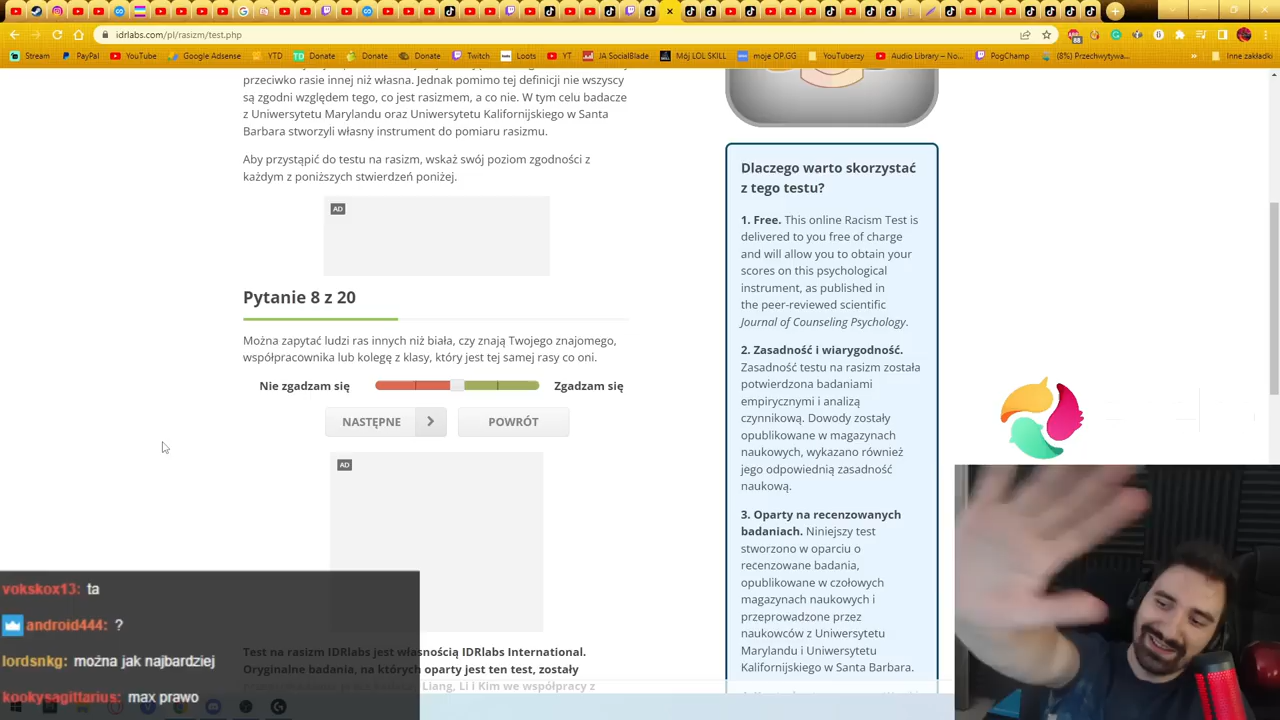 idrlabs.com/pl/rasizm/test.php
Stream PayPal YouTube Google Adsense YTD Donate Donate Donate Twitch Loots YT JA SocialBlade Mój LOL SKILL moje OP.GG YouTuberzy Audio Library – No... PogChamp (8%) Przechwytywa... » Inne zakładki
przeciwko rasie innej niż własna. Jednak pomimo tej definicji nie wszyscy
są zgodni względem tego, co jest rasizmem, a co nie. W tym celu badacze
z Uniwersytetu Marylandu oraz Uniwersytetu Kalifornijskiego w Santa
Barbara stworzyli własny instrument do pomiaru rasizmu.
Aby przystąpić do testu na rasizm, wskaż swój poziom zgodności z
każdym z poniższych stwierdzeń poniżej.
AD
Pytanie 8 z 20
Można zapytać ludzi ras innych niż biała, czy znają Twojego znajomego,
współpracownika lub kolegę z klasy, który jest tej samej rasy co oni.
Nie zgadzam się Zgadzam się
NASTĘPNE POWRÓT
AD
Test na rasizm IDRlabs jest własnością IDRlabs International.
Oryginalne badania, na których oparty jest ten test, zostały
Liang, Li i Kim we współpracy z
Dlaczego warto skorzystać
z tego testu?
1. Free. This online Racism Test is
delivered to you free of charge
and will allow you to obtain your
scores on this psychological
instrument, as published in
the peer-reviewed scientific
Journal of Counseling Psychology.
2. Zasadność i wiarygodność.
Zasadność testu na rasizm została
potwierdzona badaniami
empirycznymi i analizą
czynnikową. Dowody zostały
opublikowane w magazynach
naukowych, wykazano również
jego odpowiednią zasadność
naukową.
3. Oparty na recenzowanych
badaniach. Niniejszy test
stworzono w oparciu o
recenzowane badania,
opublikowane w czołowych
magazynach naukowych i
przeprowadzone przez
naukowców z Uniwersytetu
Marylandu i Uniwersytetu
Kalifornijskiego w Santa Barbara.
vokskox13: ta
android444: ?
lordsnkg: można jak najbardziej
kookysagittarius: max prawo